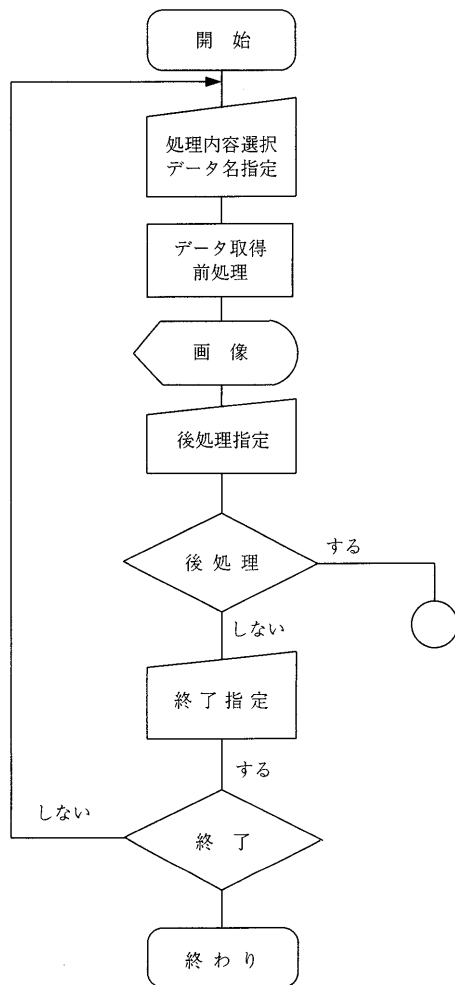 開始
処理内容選択
データ名指定
データ取得
前処理
画像
後処理指定
後処理
する
しない
終了指定
する
しない
終了
終わり